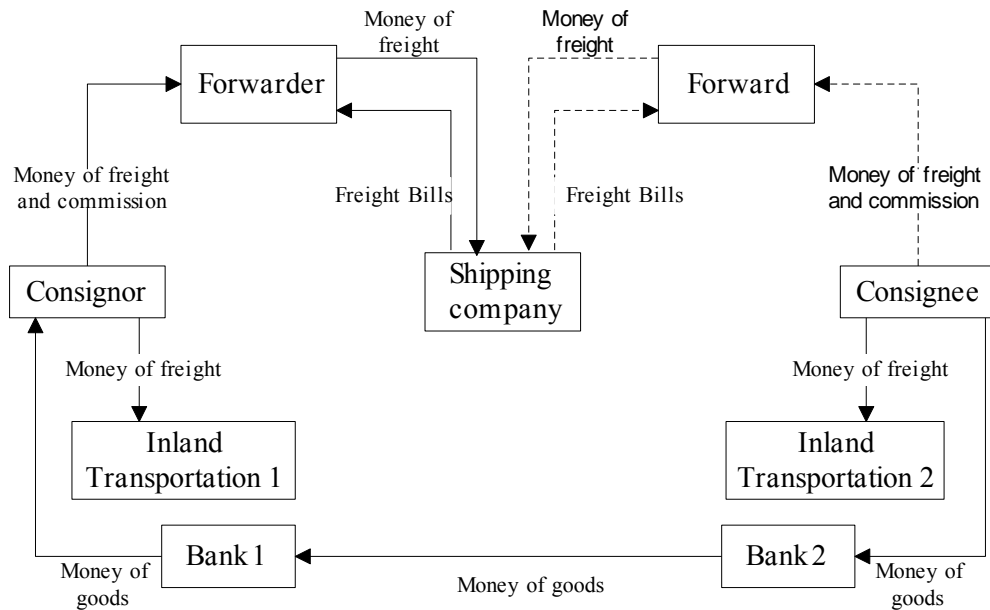 Money of
freight
Money of
freight
Forwarder
Forward
Money of freight
and commission
Freight Bills
Freight Bills
Money of freight
and commission
Consignor
Shipping
company
Consignee
Money of freight
Money of freight
Inland
Transportation 1
Inland
Transportation 2
Bank 1
Bank 2
Money of
goods
Money of goods
Money of
goods